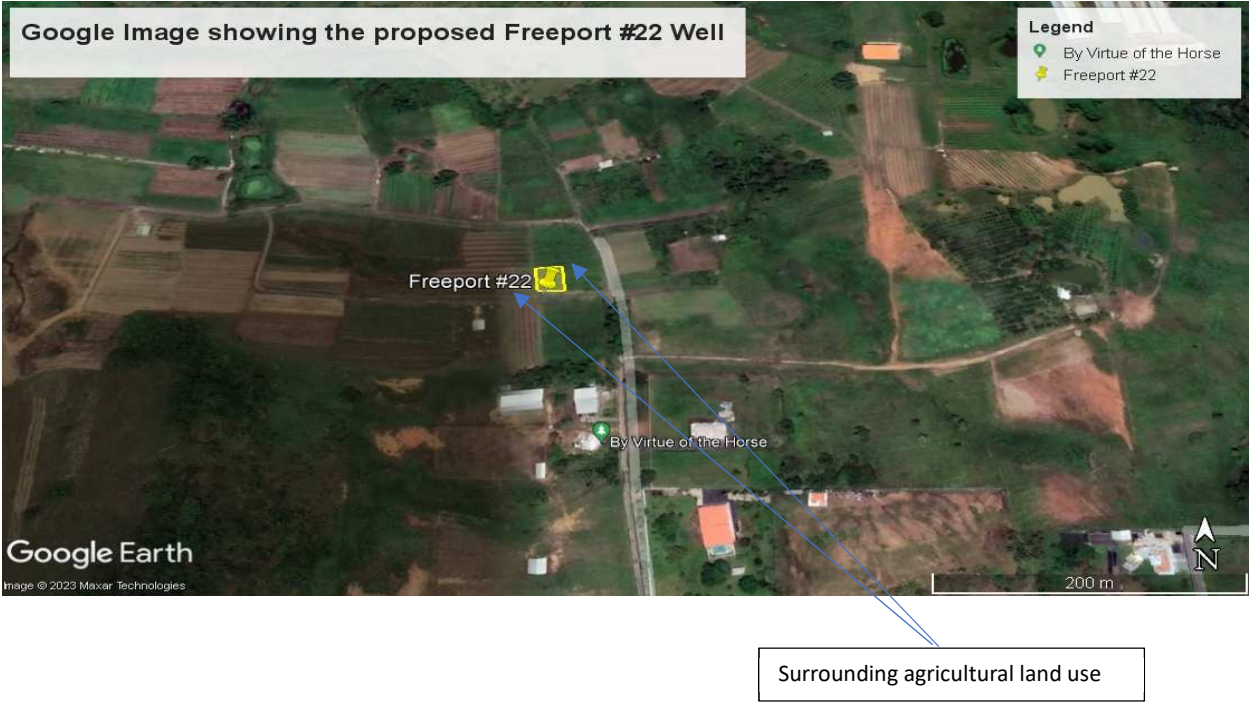 Google Image showing the proposed Freeport #22 Well
Legend
By Virtue of the Horse
Freeport #22
Freeport #22
By Virtue of the Horse
Google Earth
Image © 2023 Maxar Technologies
N
200 m
Surrounding agricultural land use